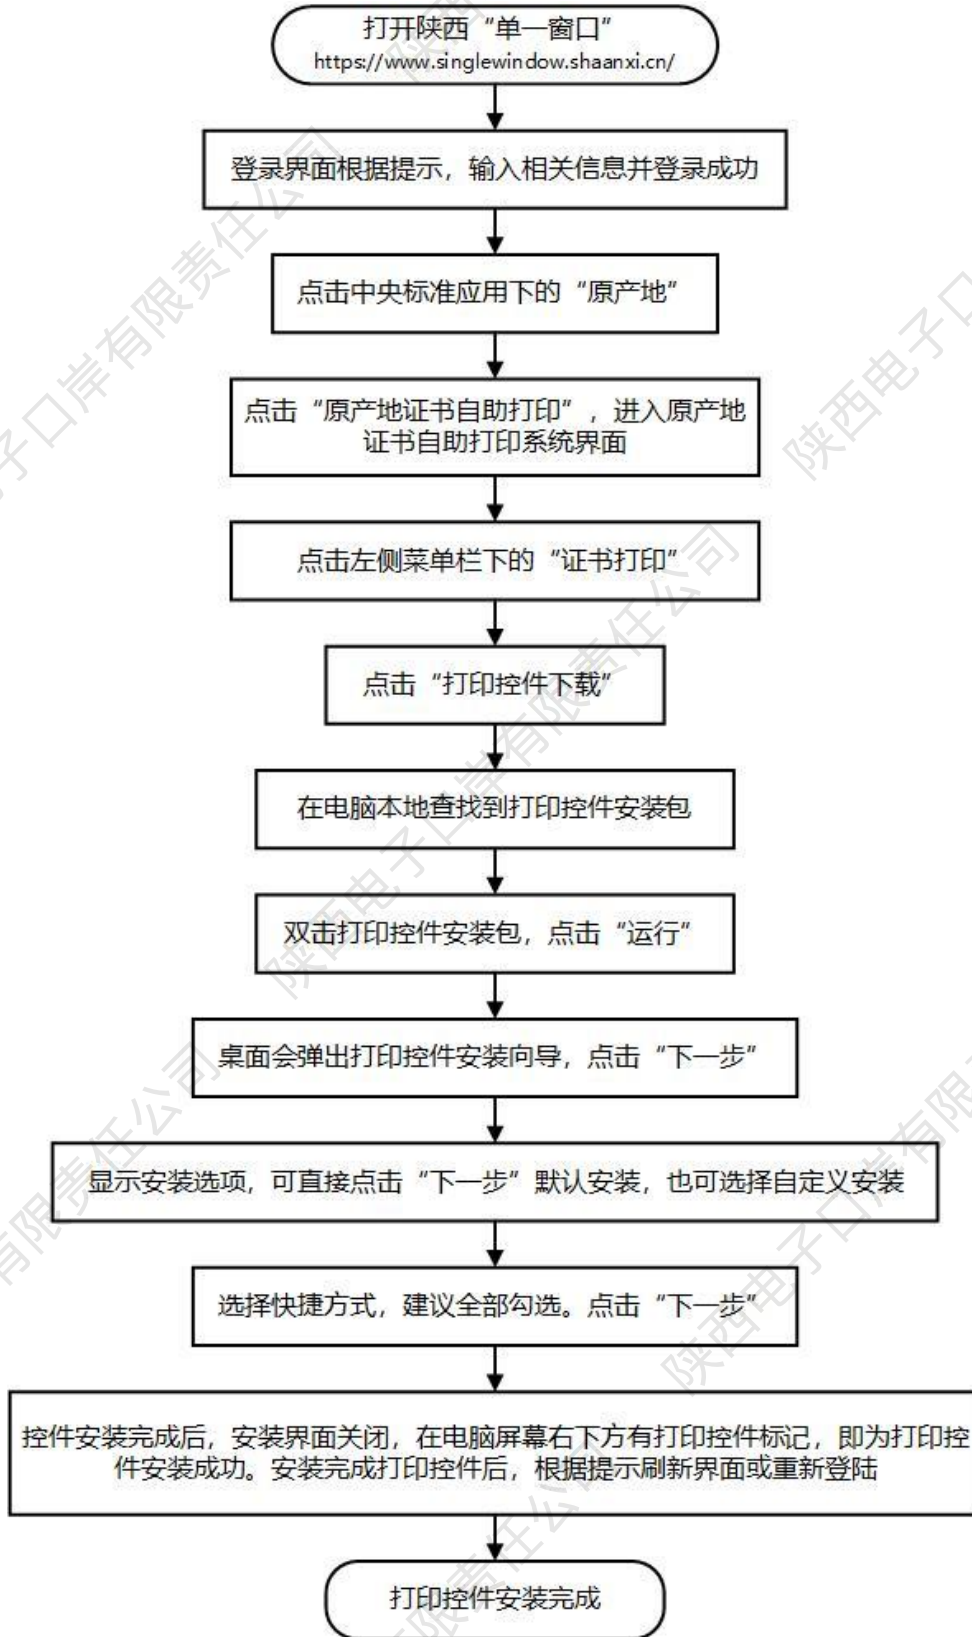 打开陕西“单一窗口”
https://www.singlewindow.shaanxi.cn/
登录界面根据提示，输入相关信息并登录成功
点击中央标准应用下的“原产地”
点击“原产地证书自助打印”，进入原产地
证书自助打印系统界面
点击左侧菜单栏下的“证书打印”
点击“打印控件下载”
在电脑本地查找到打印控件安装包
双击打印控件安装包，点击“运行”
桌面会弹出打印控件安装向导，点击“下一步”
显示安装选项，可直接点击“下一步”默认安装，也可选择自定义安装
选择快捷方式，建议全部勾选。点击“下一步”
控件安装完成后，安装界面关闭，在电脑屏幕右下方有打印控件标记，即为打印控
件安装成功。安装完成打印控件后，根据提示刷新界面或重新登陆
打印控件安装完成
陕西电子口岸有限责任公司